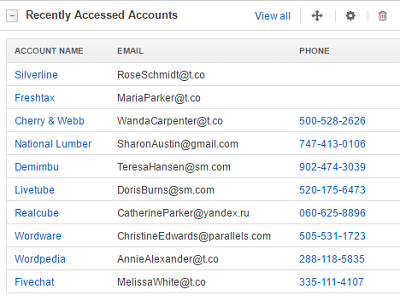 Recently Accessed Accounts View all
ACCOUNT NAME EMAIL PHONE
Silverline RoseSchmidt@t.co
Freshtax MariaParker@t.co
Cherry & Webb WandaCarpenter@t.co 500-528-2626
National Lumber SharonAustin@gmail.com 747-413-0106
Demimbu TeresaHansen@sm.com 902-474-3039
Livetube DorisBurns@sm.com 520-175-6473
Realcube CatherineParker@yandex.ru 060-625-8896
Wordware ChristineEdwards@parallels.com 505-531-1723
Wordpedia AnnieAlexander@t.co 288-118-5835
Fivechat MelissaWhite@t.co 335-111-4107